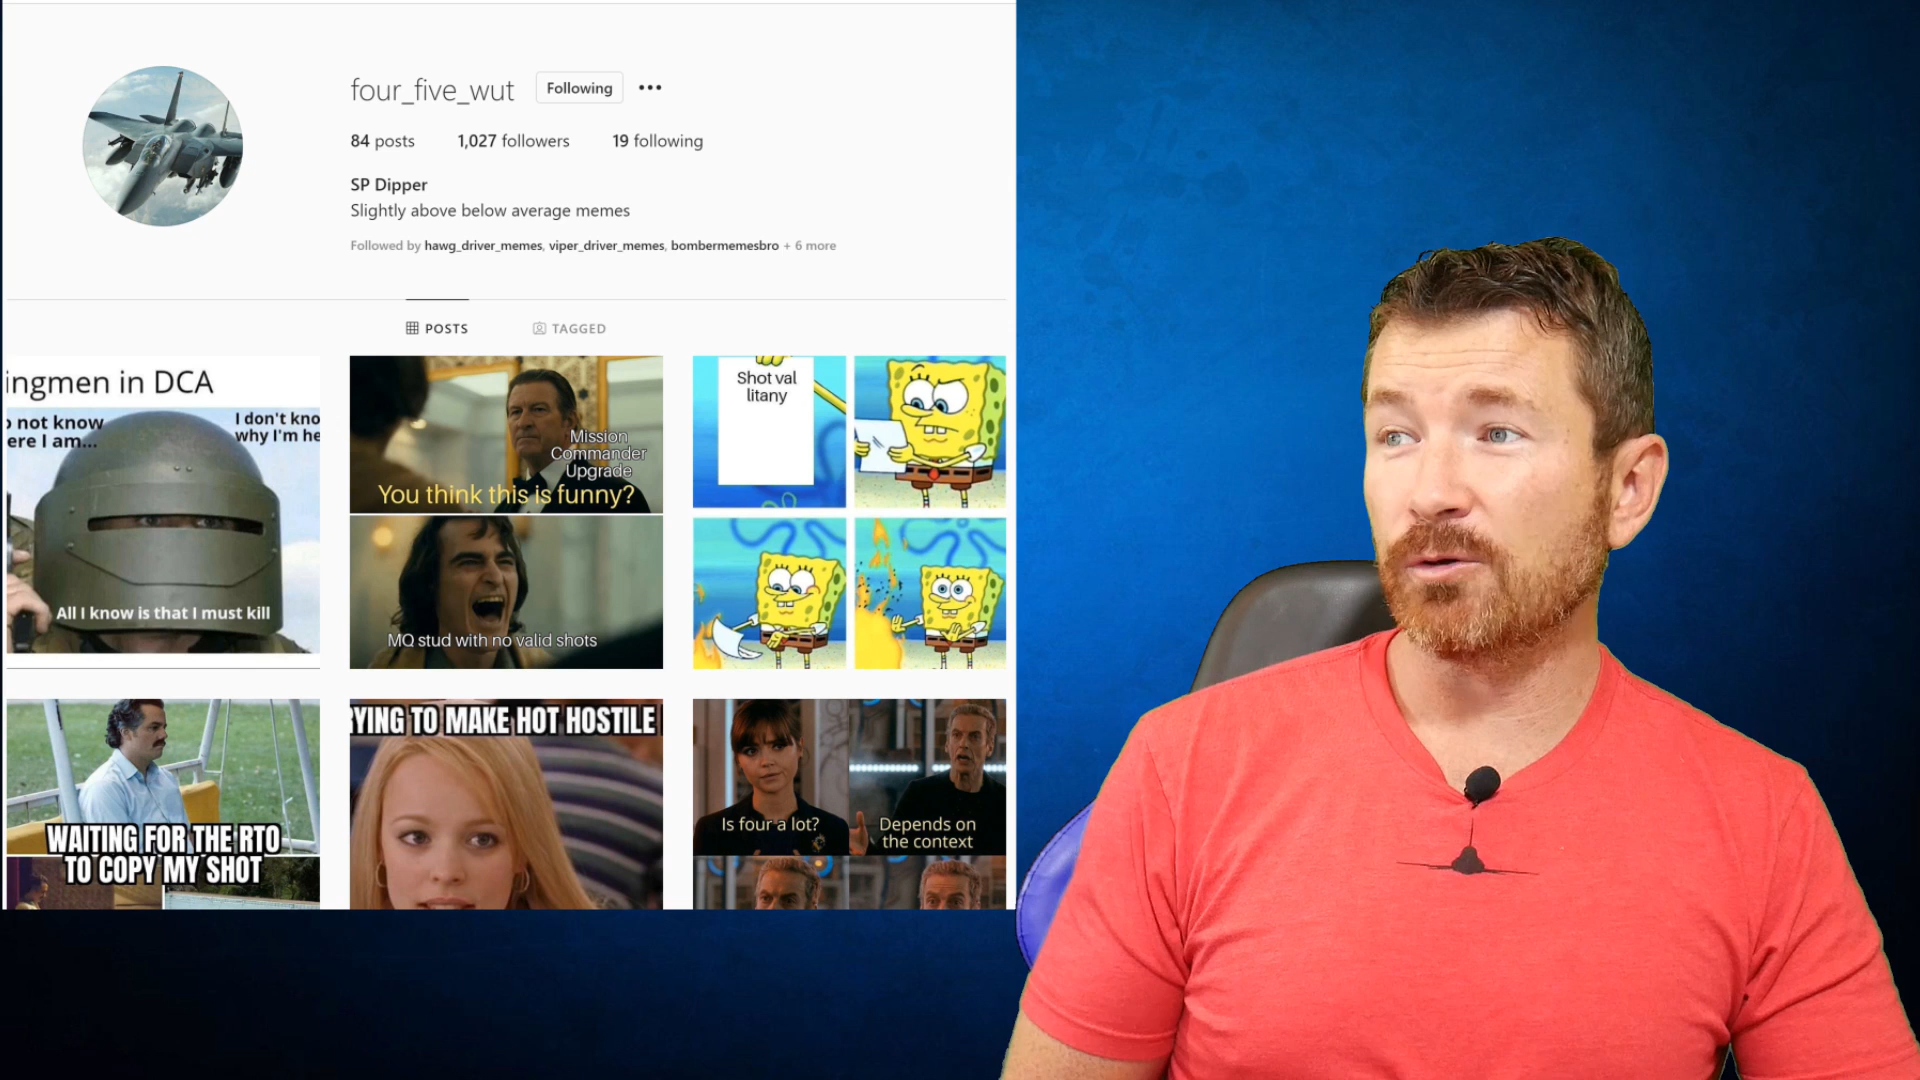 four_five_wut Following •••
84 posts 1,027 followers 19 following
SP Dipper
Slightly above below average memes
Followed by hawg_driver_memes, viper_driver_memes, bombermemesbro + 6 more
POSTS TAGGED
ingmen in DCA
o not know
ere I am...
I don't kno
why I'm he
All I know is that I must kill
Mission
Commander
Upgrade
You think this is funny?
MQ stud with no valid shots
Shot val
litany
WAITING FOR THE RTO
TO COPY MY SHOT
RYING TO MAKE HOT HOSTILE
Is four a lot?
Depends on
the context